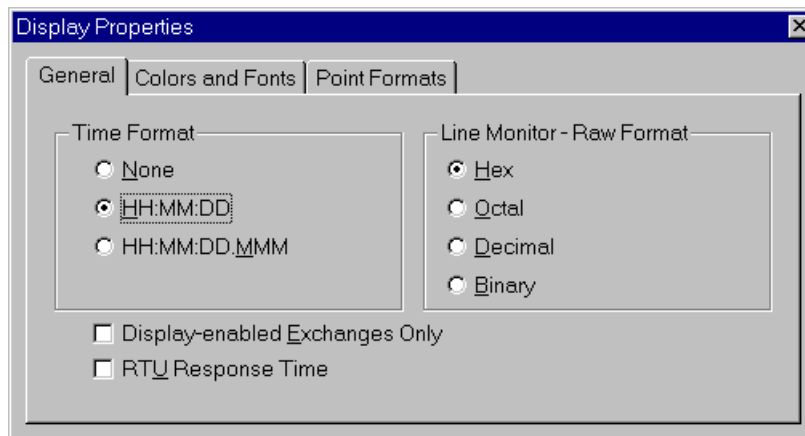 Display Properties
General Colors and Fonts Point Formats
Time Format
None
HH:MM:DD
HH:MM:DD.MMM
Line Monitor - Raw Format
Hex
Octal
Decimal
Binary
Display-enabled Exchanges Only
RTU Response Time